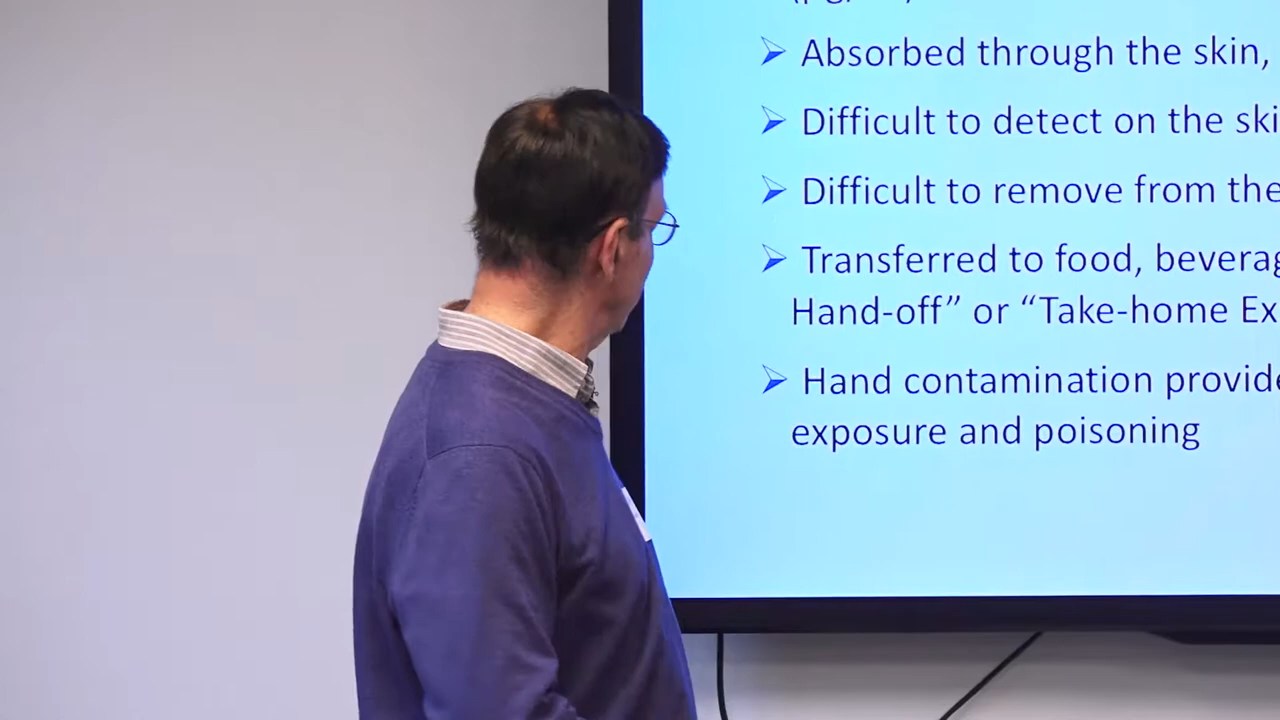 Absorbed through the skin,
Difficult to detect on the
Difficult to remove from the
Transferred to food,
Hand-off” or “Take-home
Hand contamination
exposure and poisoning